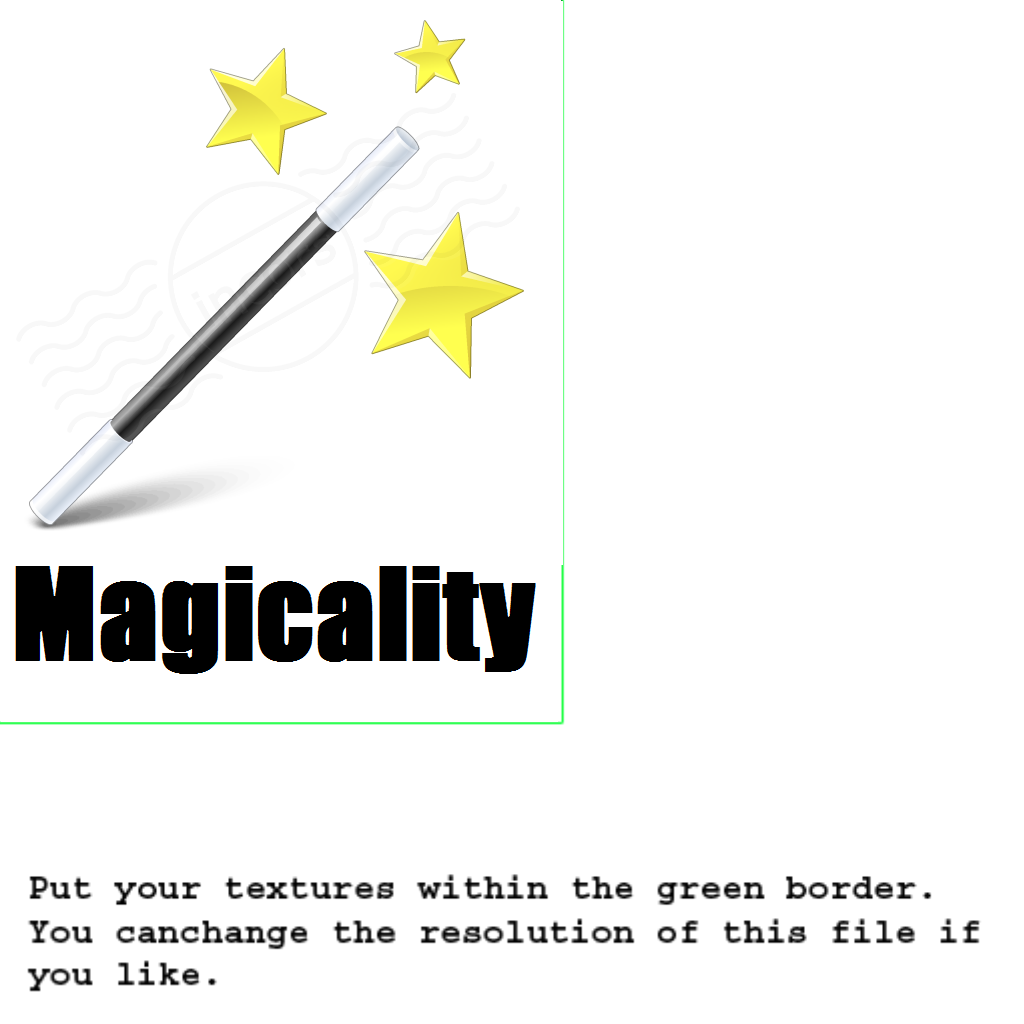 Magicality
Put your textures within the green border.
You canchange the resolution of this file if
you like.